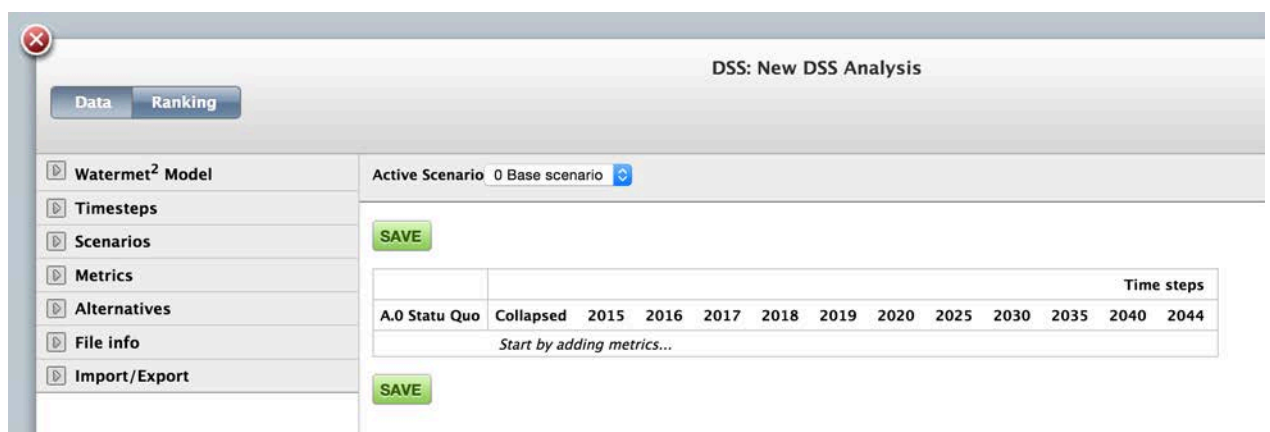 DSS: New DSS Analysis
Data Ranking
Watermet2 Model
Timesteps
Scenarios
Metrics
Alternatives
File info
Import/Export
Active Scenario 0 Base scenario
SAVE
Time steps
A.0 Statu Quo Collapsed 2015 2016 2017 2018 2019 2020 2025 2030 2035 2040 2044
Start by adding metrics...
SAVE